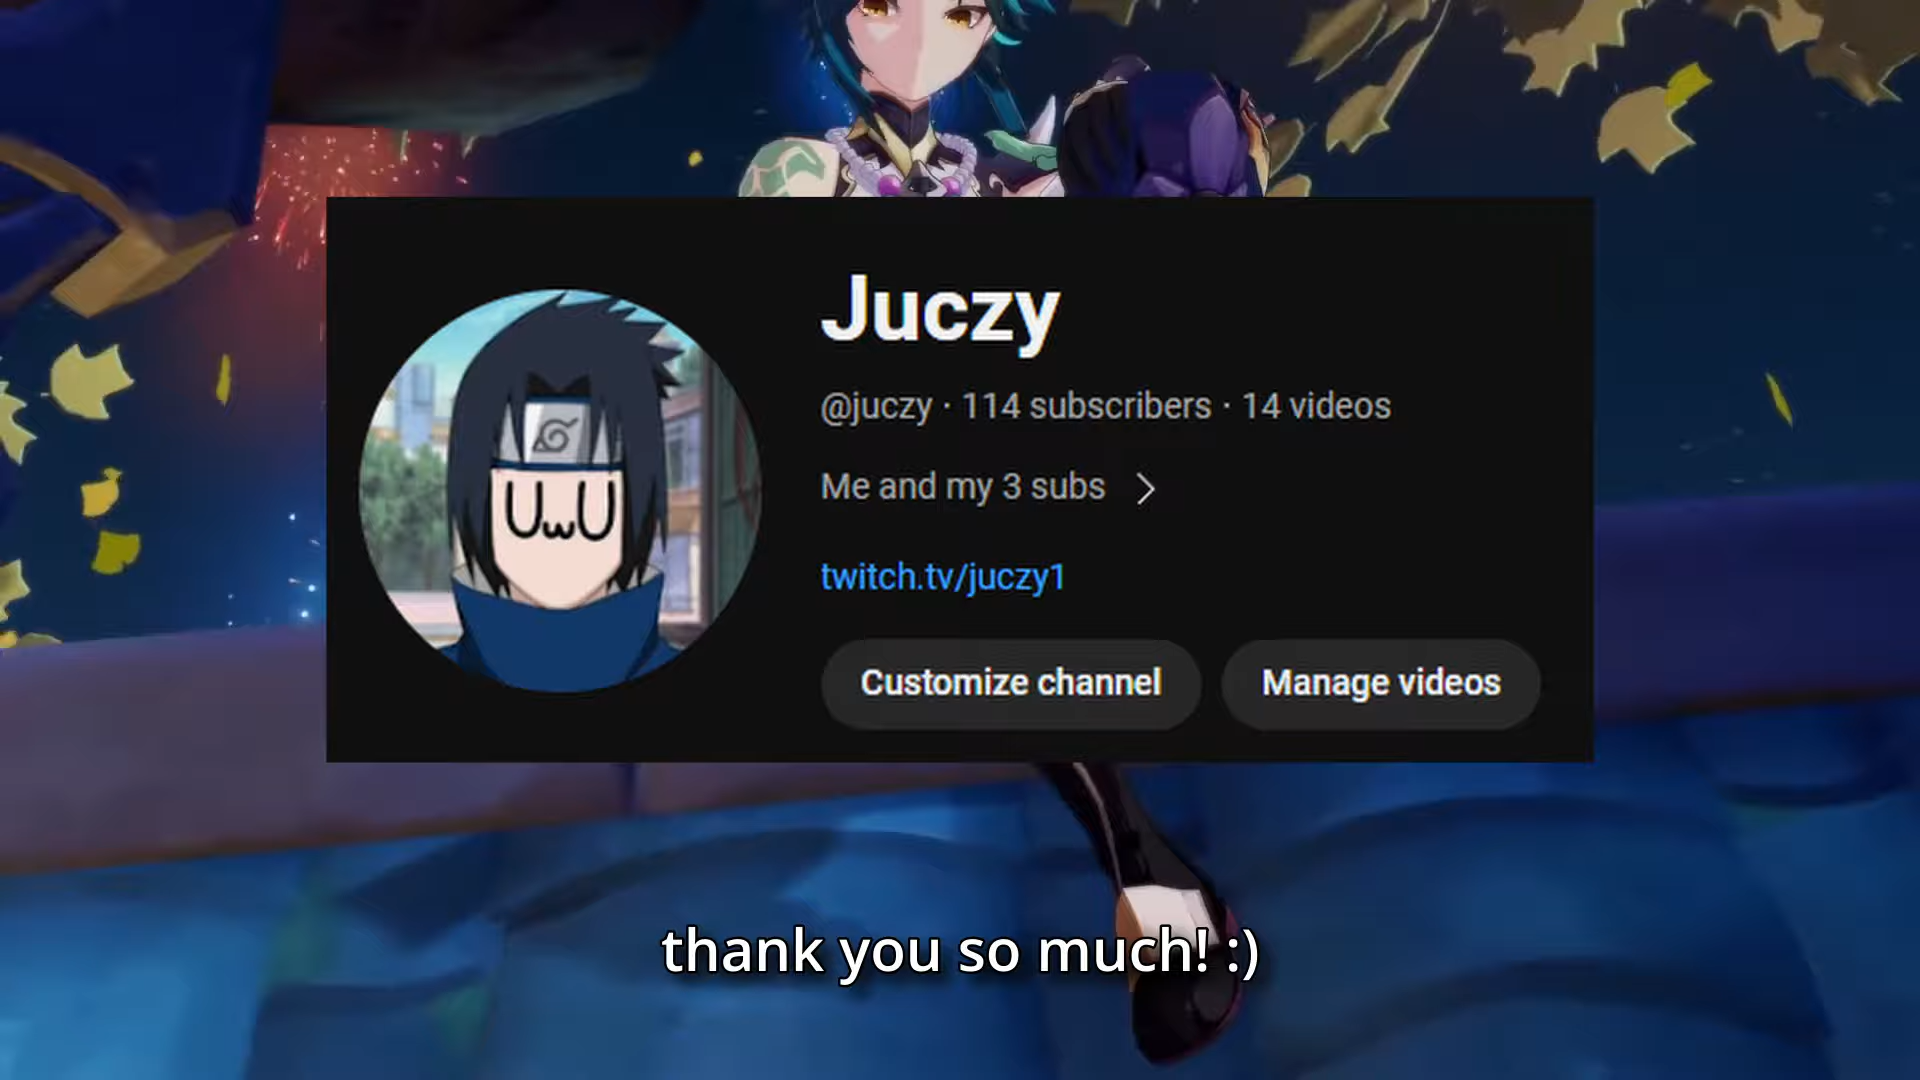 Juczy
@juczy · 114 subscribers · 14 videos
Me and my 3 subs
twitch.tv/juczy1
Customize channel
Manage videos
UwU
thank you so much! :)